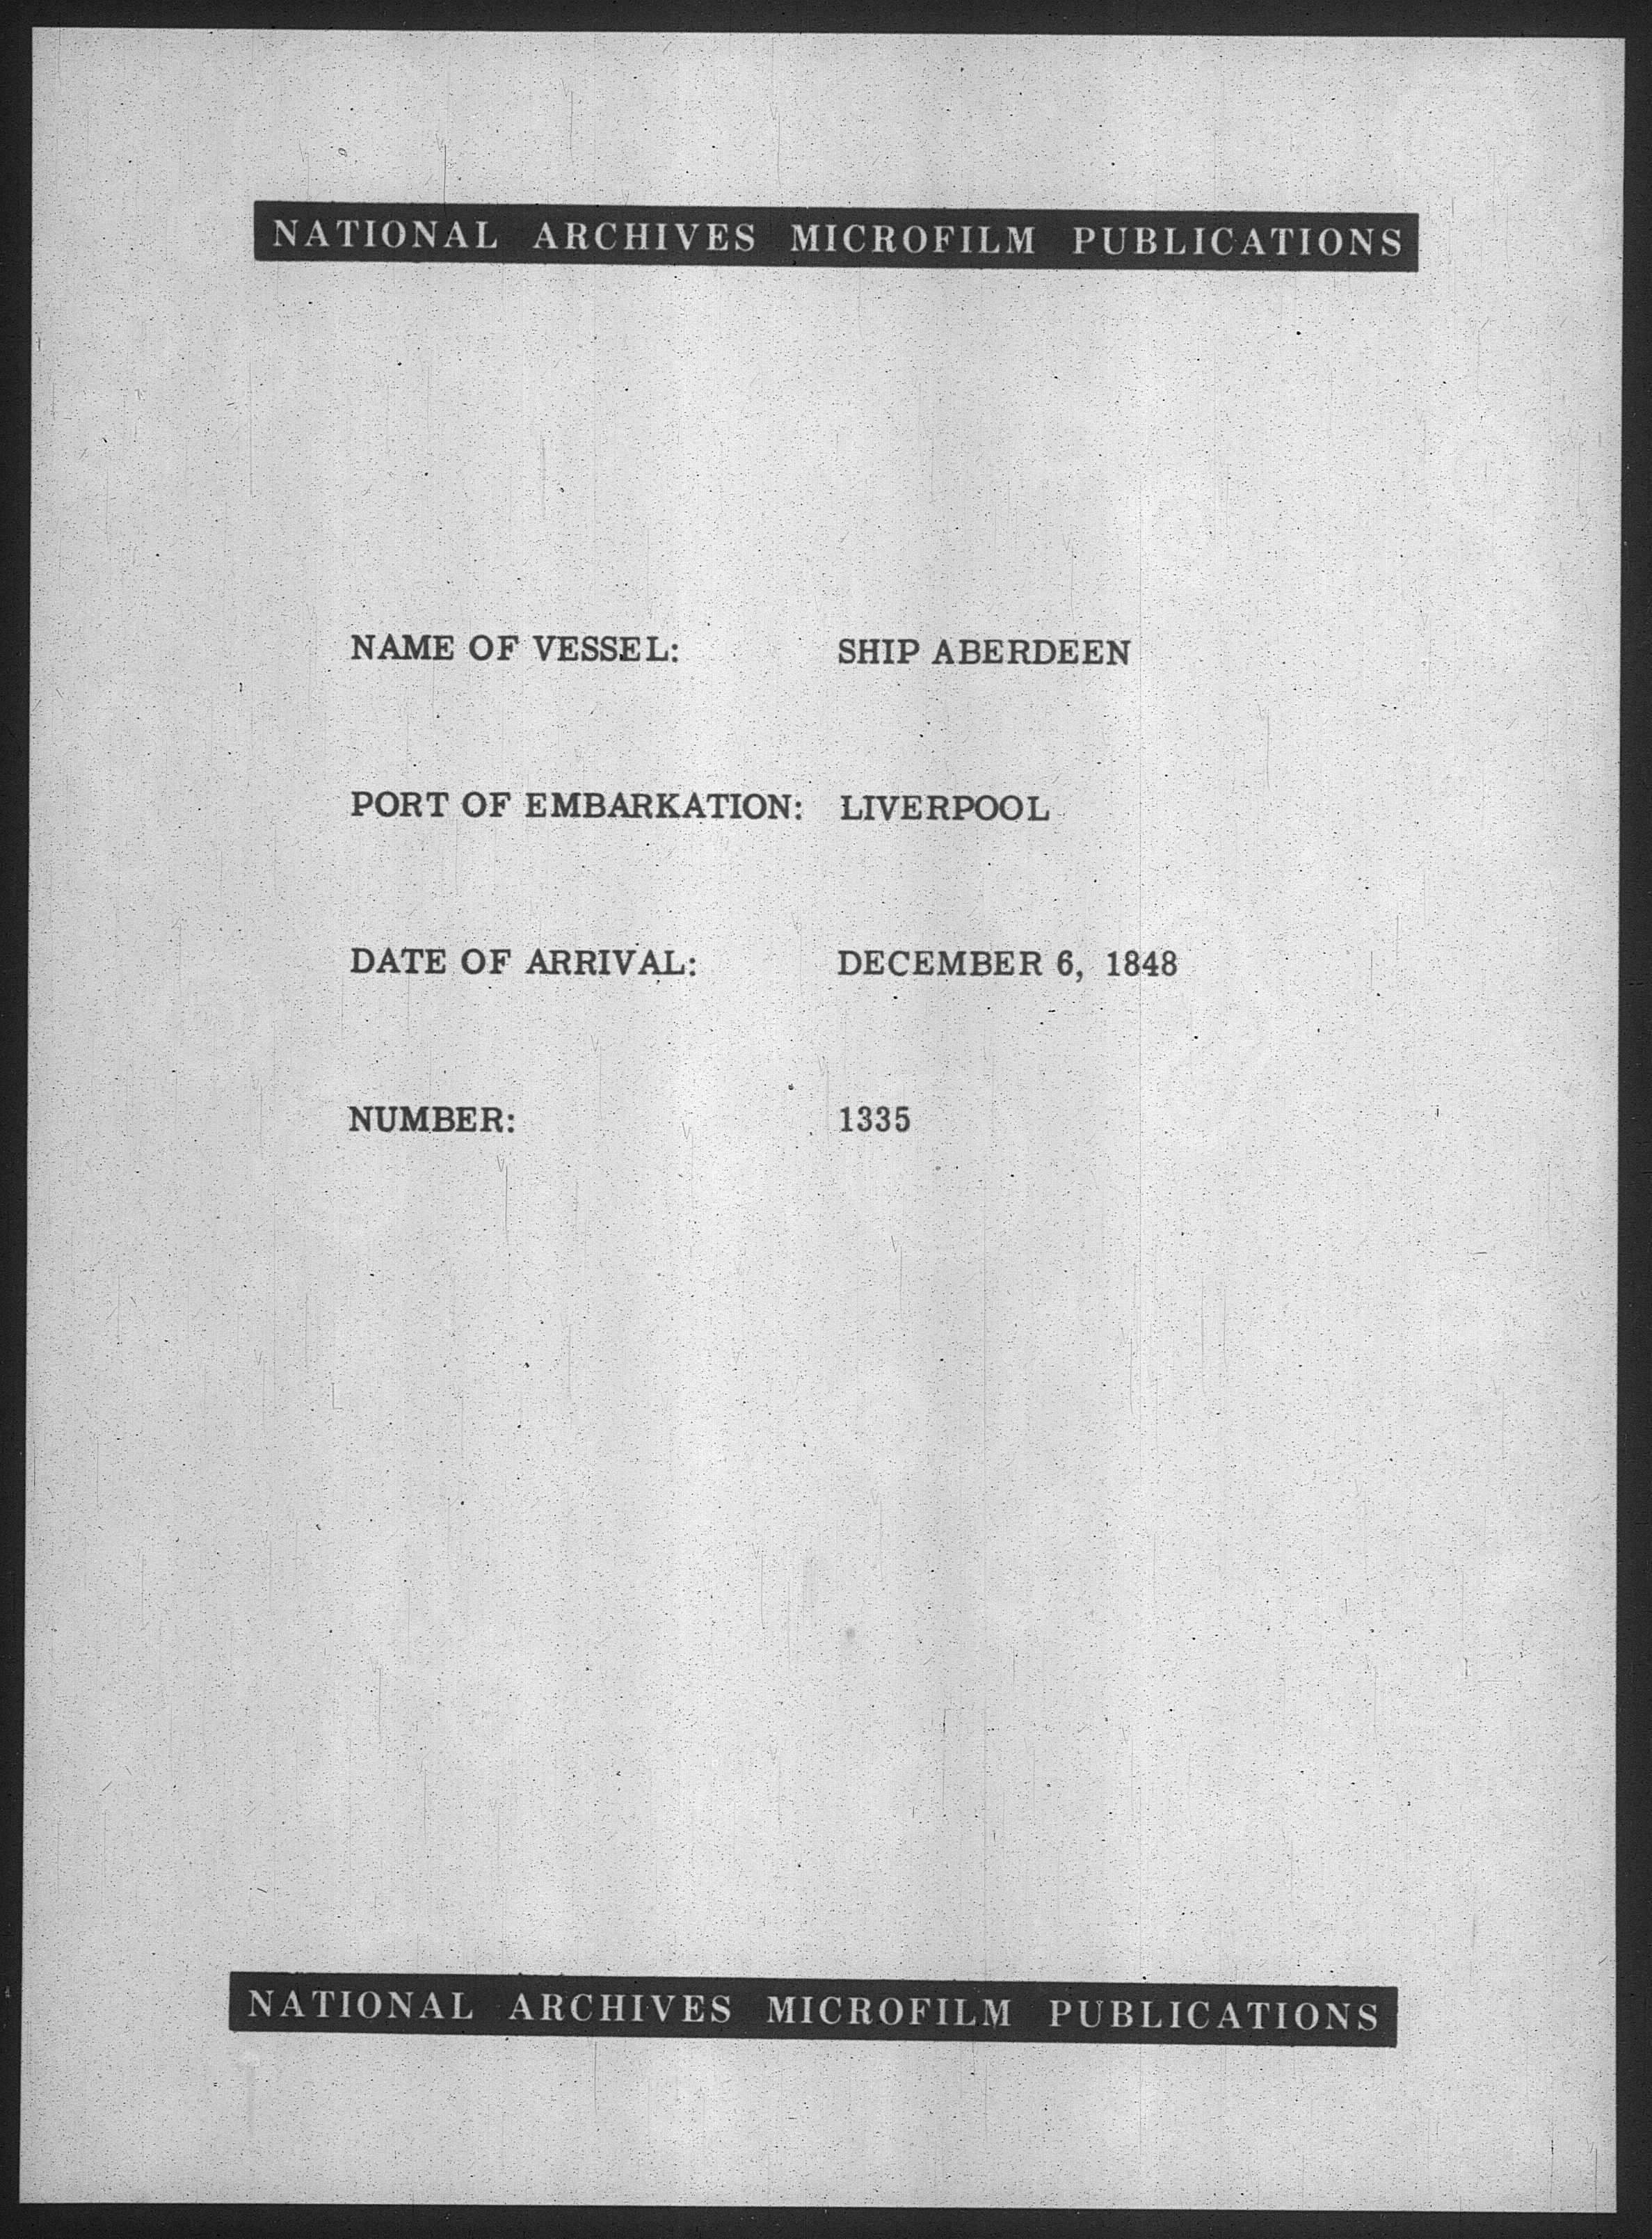 NATIONAL ARCHIVES MICROFILM PUBLICATIONS
NAME OF VESSEL: SHIP ABERDEEN
PORT OF EMBARKATION: LIVERPOOL
DATE OF ARRIVAL: DECEMBER 6, 1848
NUMBER: 1335
NATIONAL ARCHIVES MICROFILM PUBLICATIONS